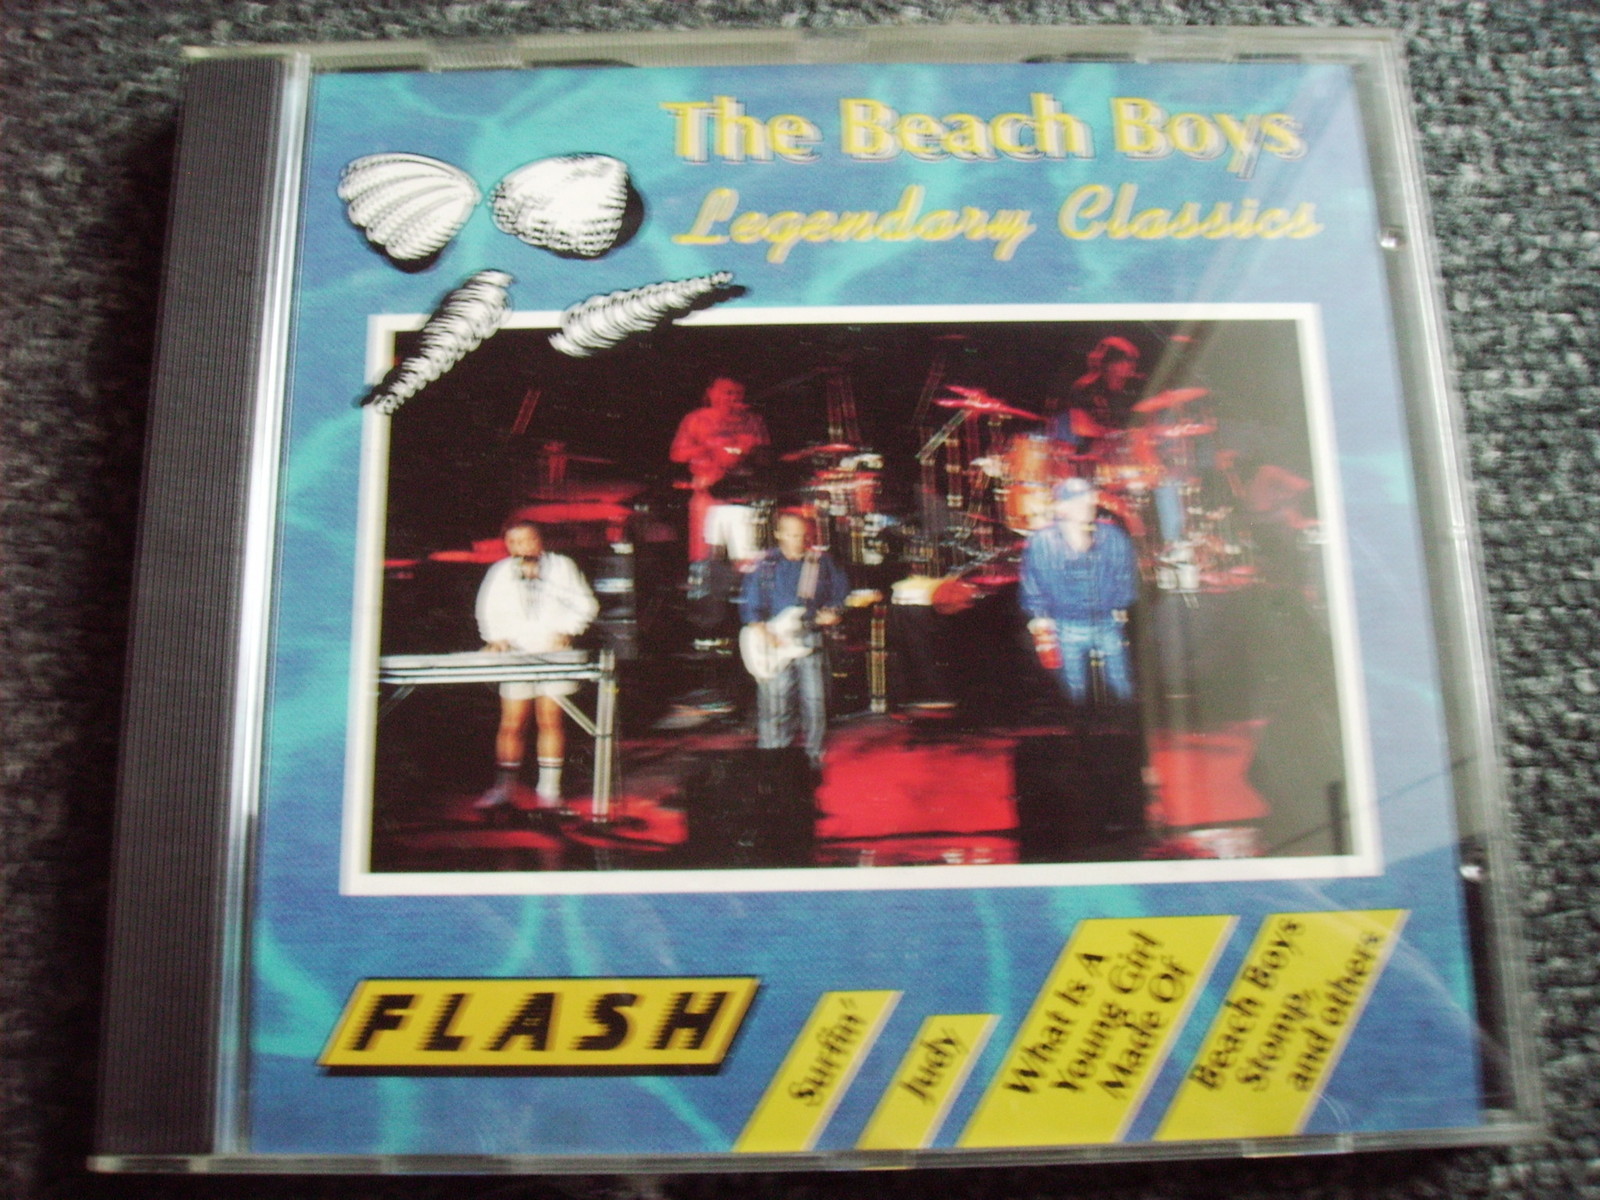 The Beach Boys
Legendary Classics
FLASH
Surfin'
Judy
What Is A
Young Girl
Made Of
Beach Boys
Stomp,
and others